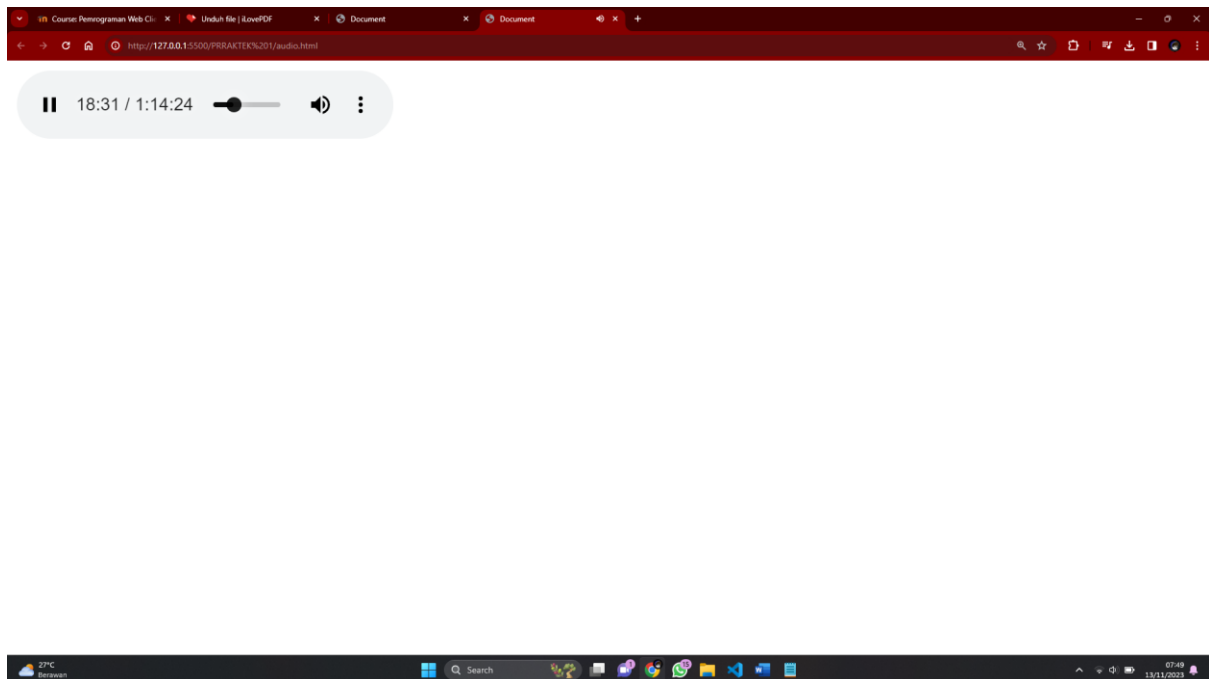 Course: Pemrograman Web Clie
Unduh file | iLovePDF
Document
Document
http://127.0.0.1:5500/PRRAKTEK%201/audio.html
18:31 / 1:14:24
27°C
Berawan
Search
07:49
13/11/2023